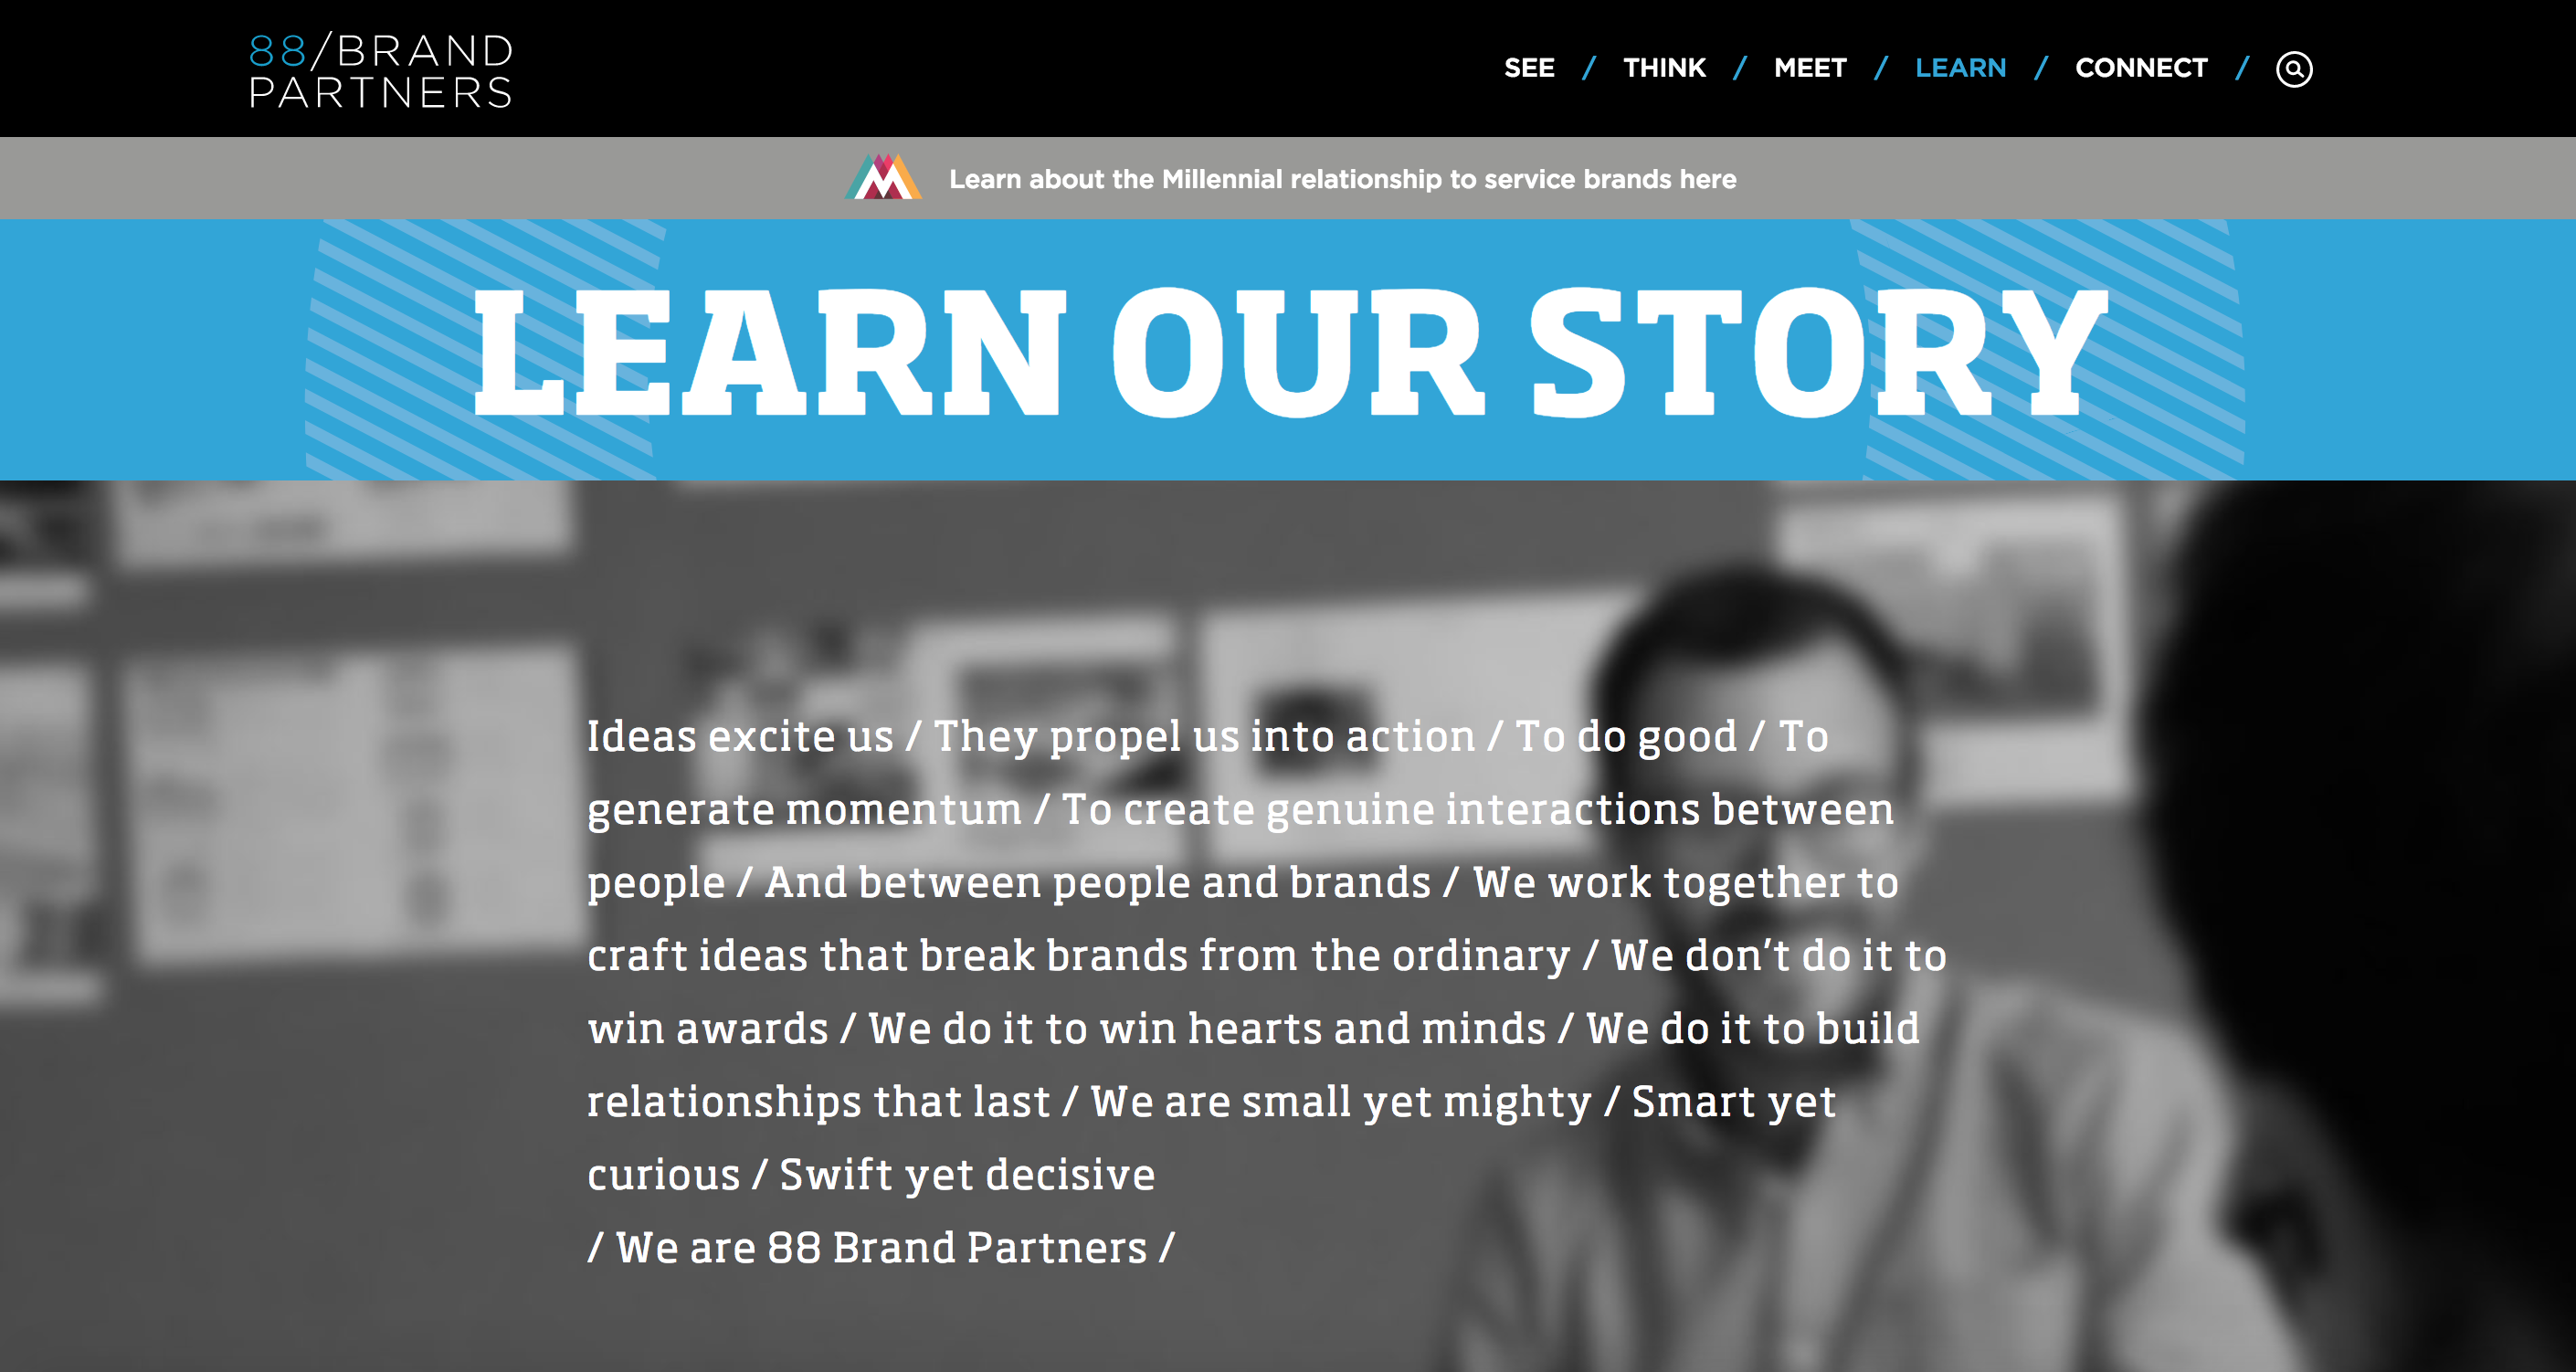 88/BRAND
PARTNERS
SEE / THINK / MEET / LEARN / CONNECT /
M Learn about the Millennial relationship to service brands here
LEARN OUR STORY
Ideas excite us / They propel us into action / To do good / To
generate momentum / To create genuine interactions between
people / And between people and brands / We work together to
craft ideas that break brands from the ordinary / We don’t do it to
win awards / We do it to win hearts and minds / We do it to build
relationships that last / We are small yet mighty / Smart yet
curious / Swift yet decisive
/ We are 88 Brand Partners /